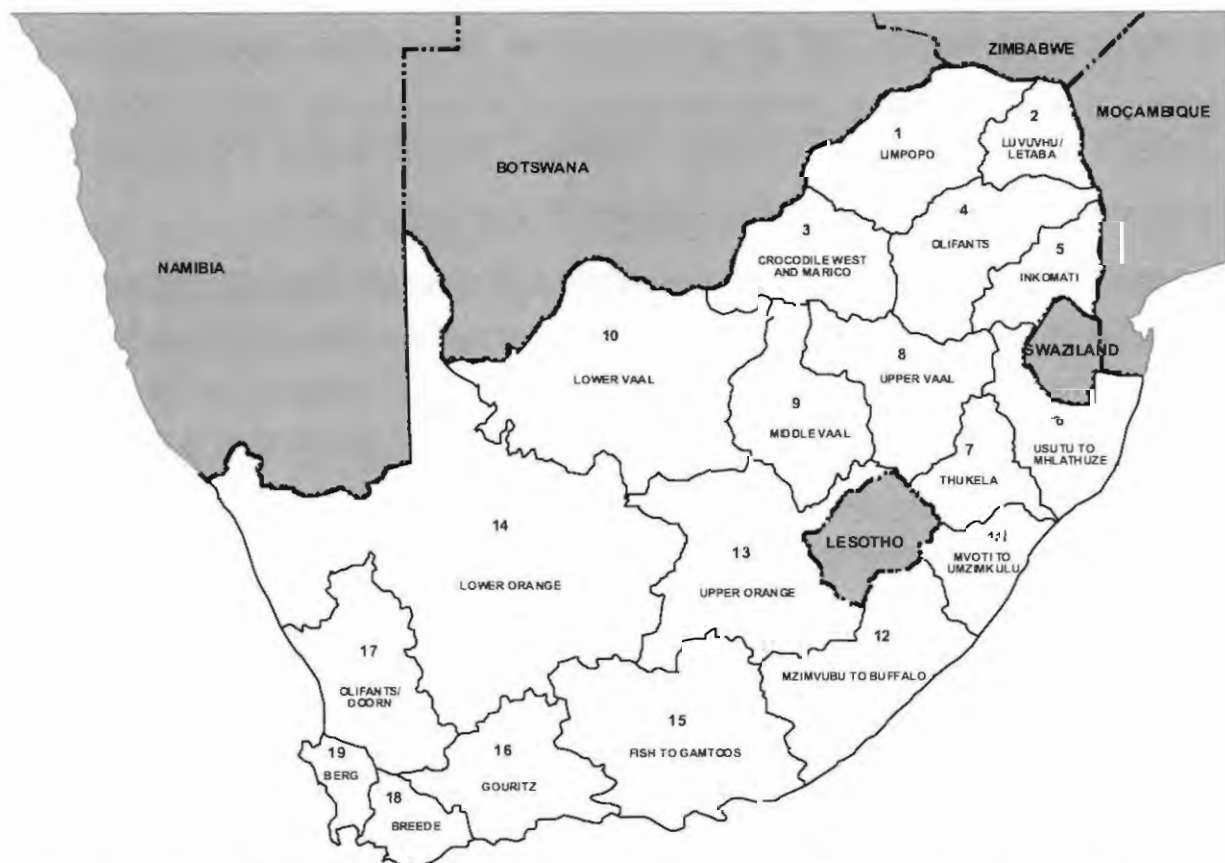 ZIMBABWE
MOÇAMBIQUE
BOTSWANA
NAMIBIA
1
LIMPOPO
2
LUVUVHU/
LETABA
3
CROCODILE WEST
AND MARICO
4
OLIFANTS
5
INKOMATI
SWAZILAND
10
LOWER VAAL
8
UPPER VAAL
9
MIDDLE VAAL
6
USUTU TO
MHLATHUZE
7
THUKELA
LESOTHO
11
MVOTI TO
UMZIMKULU
14
LOWER ORANGE
13
UPPER ORANGE
12
MZIMVUBU TO BUFFALO
17
OLIFANTS/
DOORN
15
FISH TO GAMTOOS
16
GOURITZ
19
BERG
18
BREEDE